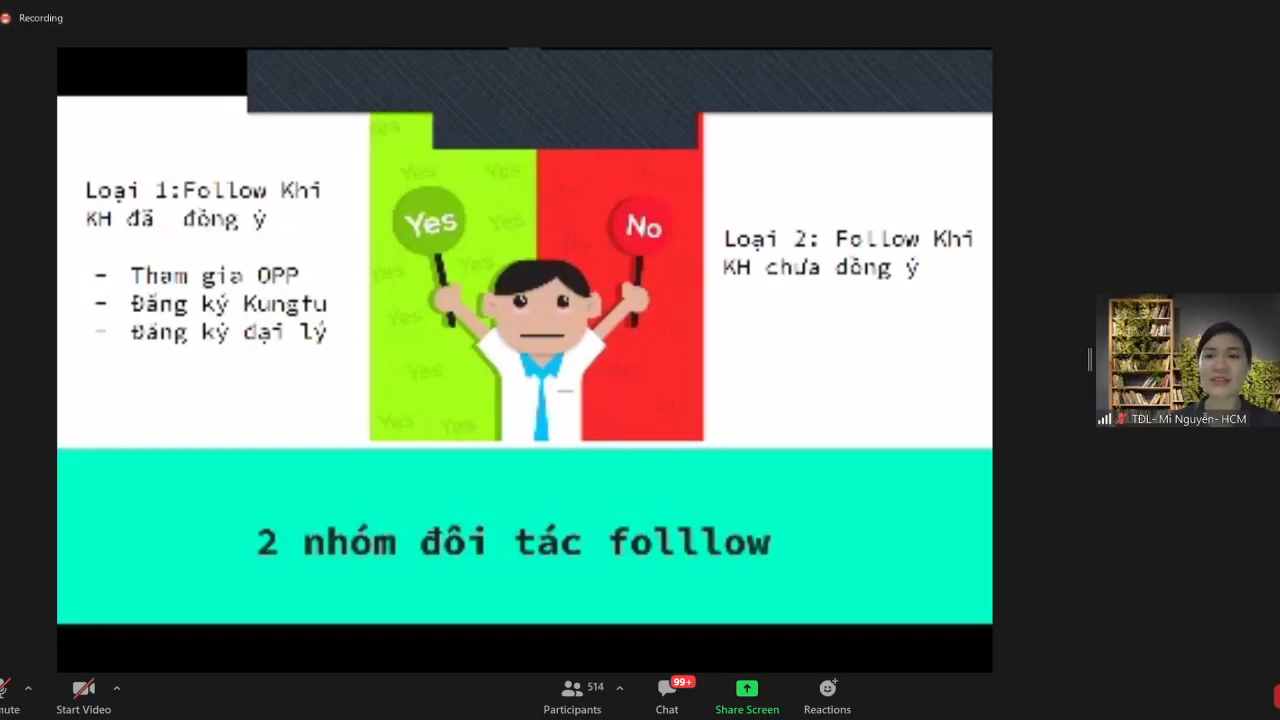 Recording
Loại 1:Follow Khi
KH đã đồng ý
- Tham gia OPP
- Đăng ký Kungfu
- Đăng ký đại lý
Yes
No
Loại 2: Follow Khi
KH chưa đồng ý
2 nhóm đối tác folllow
TĐL- Mi Nguyễn- HCM
mute
Start Video
514
Participants
99+
Chat
Share Screen
Reactions